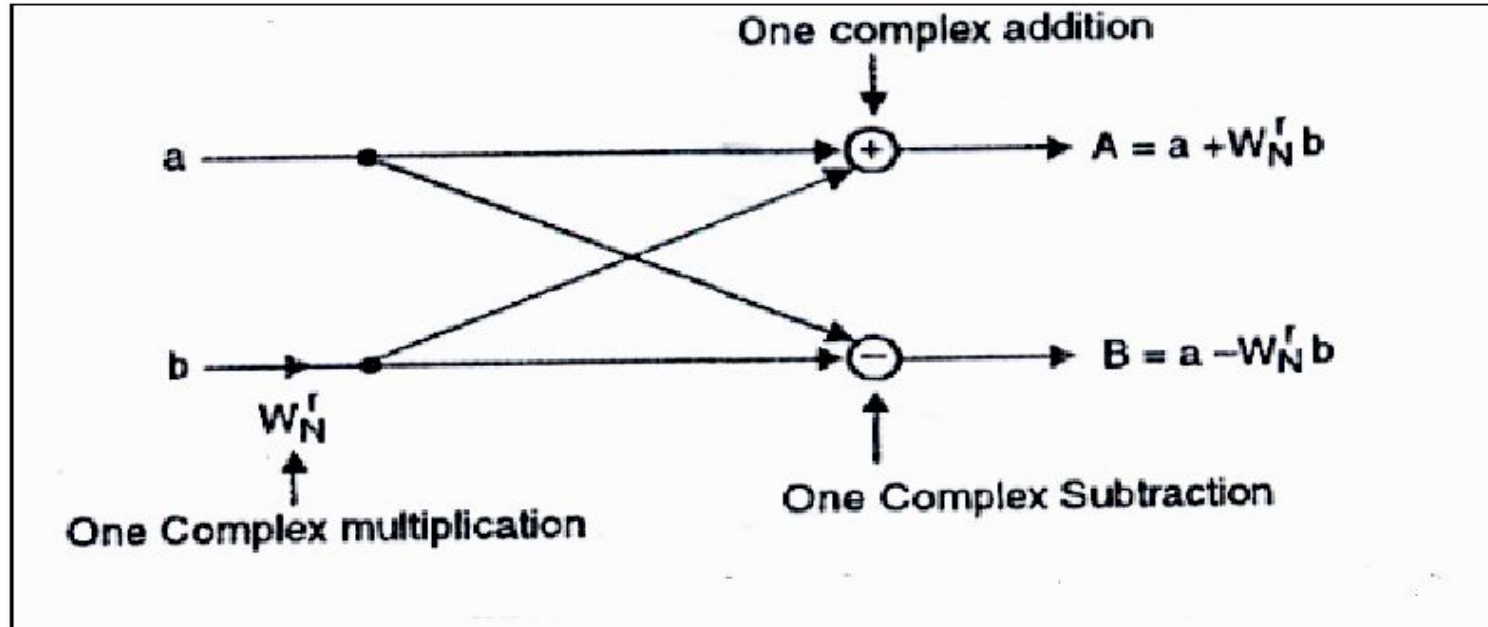 One complex addition
a
+
A = a + W_N^r b
b
−
B = a − W_N^r b
W_N^r
One Complex Subtraction
One Complex multiplication